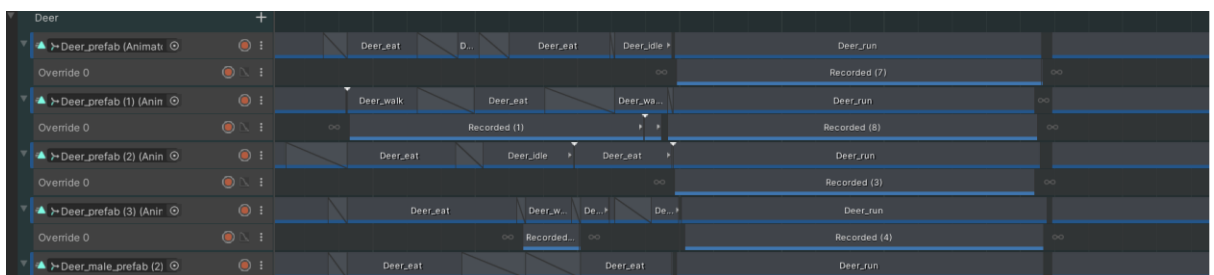 Deer +
Deer_prefab (Animat Deer_eat D... Deer_eat Deer_idle Deer_run
Override 0 Recorded (7)
Deer_prefab (1) (Anin Deer_walk Deer_eat Deer_wa... Deer_run
Override 0 Recorded (1) Recorded (8)
Deer_prefab (2) (Anin Deer_eat Deer_idle Deer_eat Deer_run
Override 0 Recorded (3)
Deer_prefab (3) (Anir Deer_eat Deer_w... De... De... Deer_run
Override 0 Recorded... Recorded (4)
Deer_male_prefab (2) Deer_eat Deer_eat Deer_run